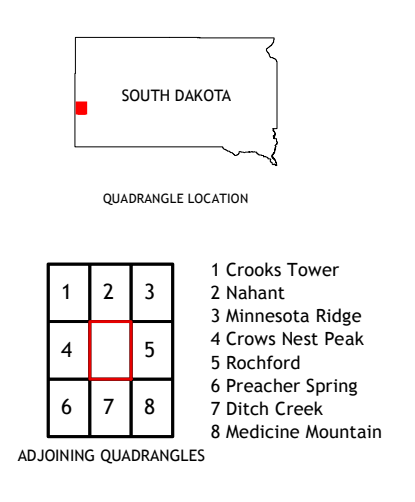 SOUTH DAKOTA
QUADRANGLE LOCATION
1 2 3
4 5
6 7 8
1 Crooks Tower
2 Nahant
3 Minnesota Ridge
4 Crows Nest Peak
5 Rochford
6 Preacher Spring
7 Ditch Creek
8 Medicine Mountain
ADJOINING QUADRANGLES